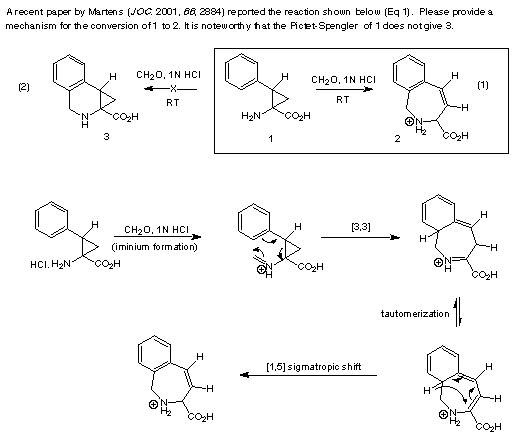 A recent paper by Martens (JOC, 2001, 66, 2884) reported the reaction shown below (Eq 1). Please provide a
mechanism for the conversion of 1 to 2. It is noteworthy that the Pictet-Spengler of 1 does not give 3.
(2)
H
CH2O, 1N HCl
X
RT
N
H
CO2H
3
H
H2N
CO2H
1
CH2O, 1N HCl
RT
H
H
⊕ N
H2
CO2H
2
(1)
H
HCl. H2N
CO2H
CH2O, 1N HCl
(iminium formation)
H
⊕ N
H
CO2H
[3,3]
H
H
H
⊕ NH
CO2H
tautomerization
H
H
⊕ N
H2
CO2H
[1,5] sigmatropic shift
H
H
H
⊕ N
H2
CO2H